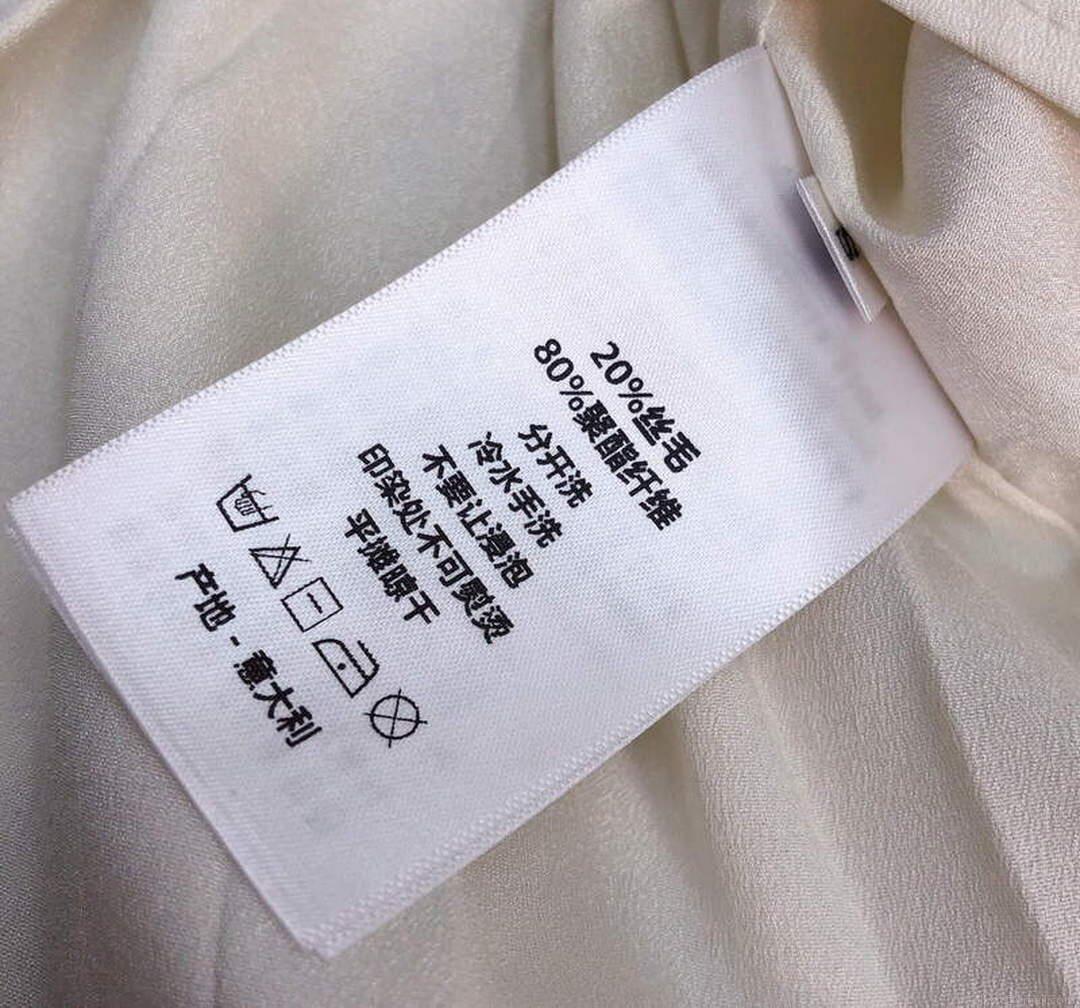 20%丝毛
80%聚酯纤维
分开洗
冷水手洗
不要让浸泡
印染处不可熨烫
平摊晾干
产地 - 意大利